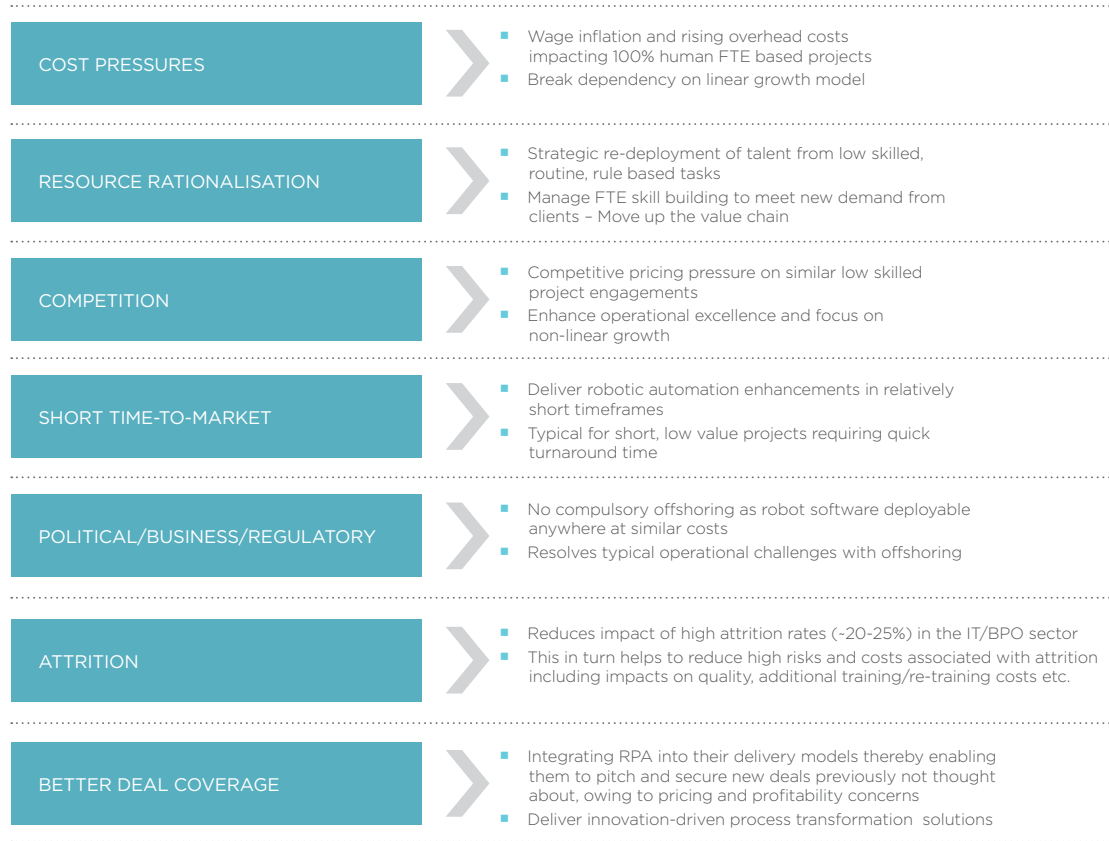 COST PRESSURES
▪ Wage inflation and rising overhead costs
impacting 100% human FTE based projects
▪ Break dependency on linear growth model
RESOURCE RATIONALISATION
▪ Strategic re-deployment of talent from low skilled,
routine, rule based tasks
▪ Manage FTE skill building to meet new demand from
clients – Move up the value chain
COMPETITION
▪ Competitive pricing pressure on similar low skilled
project engagements
▪ Enhance operational excellence and focus on
non-linear growth
SHORT TIME-TO-MARKET
▪ Deliver robotic automation enhancements in relatively
short timeframes
▪ Typical for short, low value projects requiring quick
turnaround time
POLITICAL/BUSINESS/REGULATORY
▪ No compulsory offshoring as robot software deployable
anywhere at similar costs
▪ Resolves typical operational challenges with offshoring
ATTRITION
▪ Reduces impact of high attrition rates (~20-25%) in the IT/BPO sector
▪ This in turn helps to reduce high risks and costs associated with attrition
including impacts on quality, additional training/re-training costs etc.
BETTER DEAL COVERAGE
▪ Integrating RPA into their delivery models thereby enabling
them to pitch and secure new deals previously not thought
about, owing to pricing and profitability concerns
▪ Deliver innovation-driven process transformation solutions